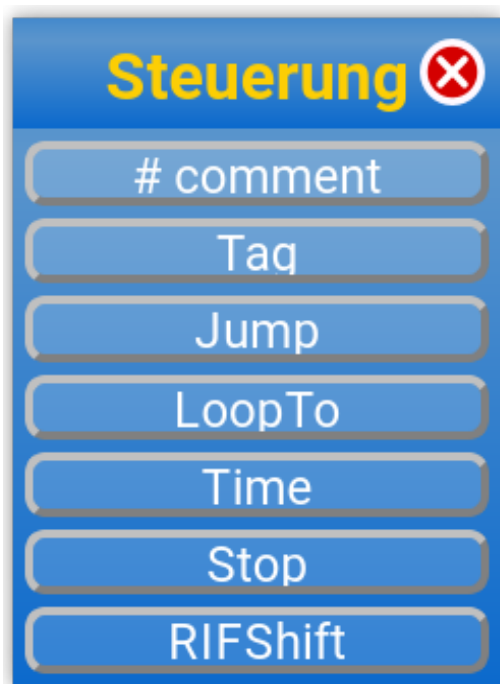 Steuerung
# comment
Tag
Jump
LoopTo
Time
Stop
RIFShift